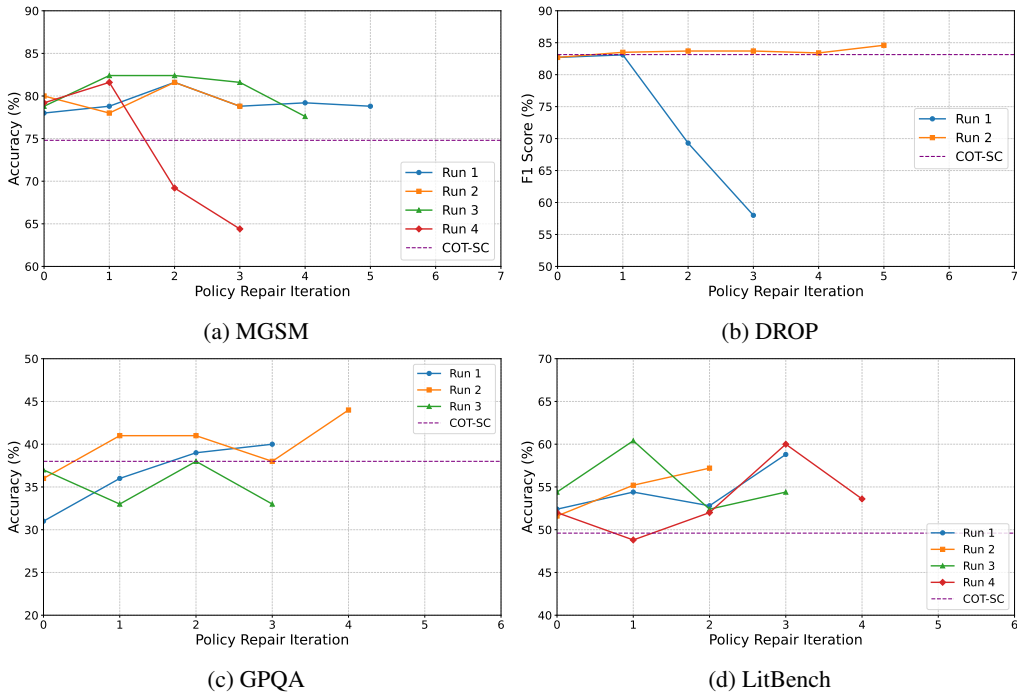 90
85
80
75
70
65
60
Accuracy (%)
0 1 2 3 4 5 6 7
Policy Repair Iteration
Run 1
Run 2
Run 3
Run 4
COT-SC
(a) MGSM
90
85
80
75
70
65
60
55
50
F1 Score (%)
0 1 2 3 4 5 6 7
Policy Repair Iteration
Run 1
Run 2
COT-SC
(b) DROP
50
45
40
35
30
25
20
Accuracy (%)
0 1 2 3 4 5 6
Policy Repair Iteration
Run 1
Run 2
Run 3
COT-SC
(c) GPQA
70
65
60
55
50
45
40
Accuracy (%)
0 1 2 3 4 5 6
Policy Repair Iteration
Run 1
Run 2
Run 3
Run 4
COT-SC
(d) LitBench